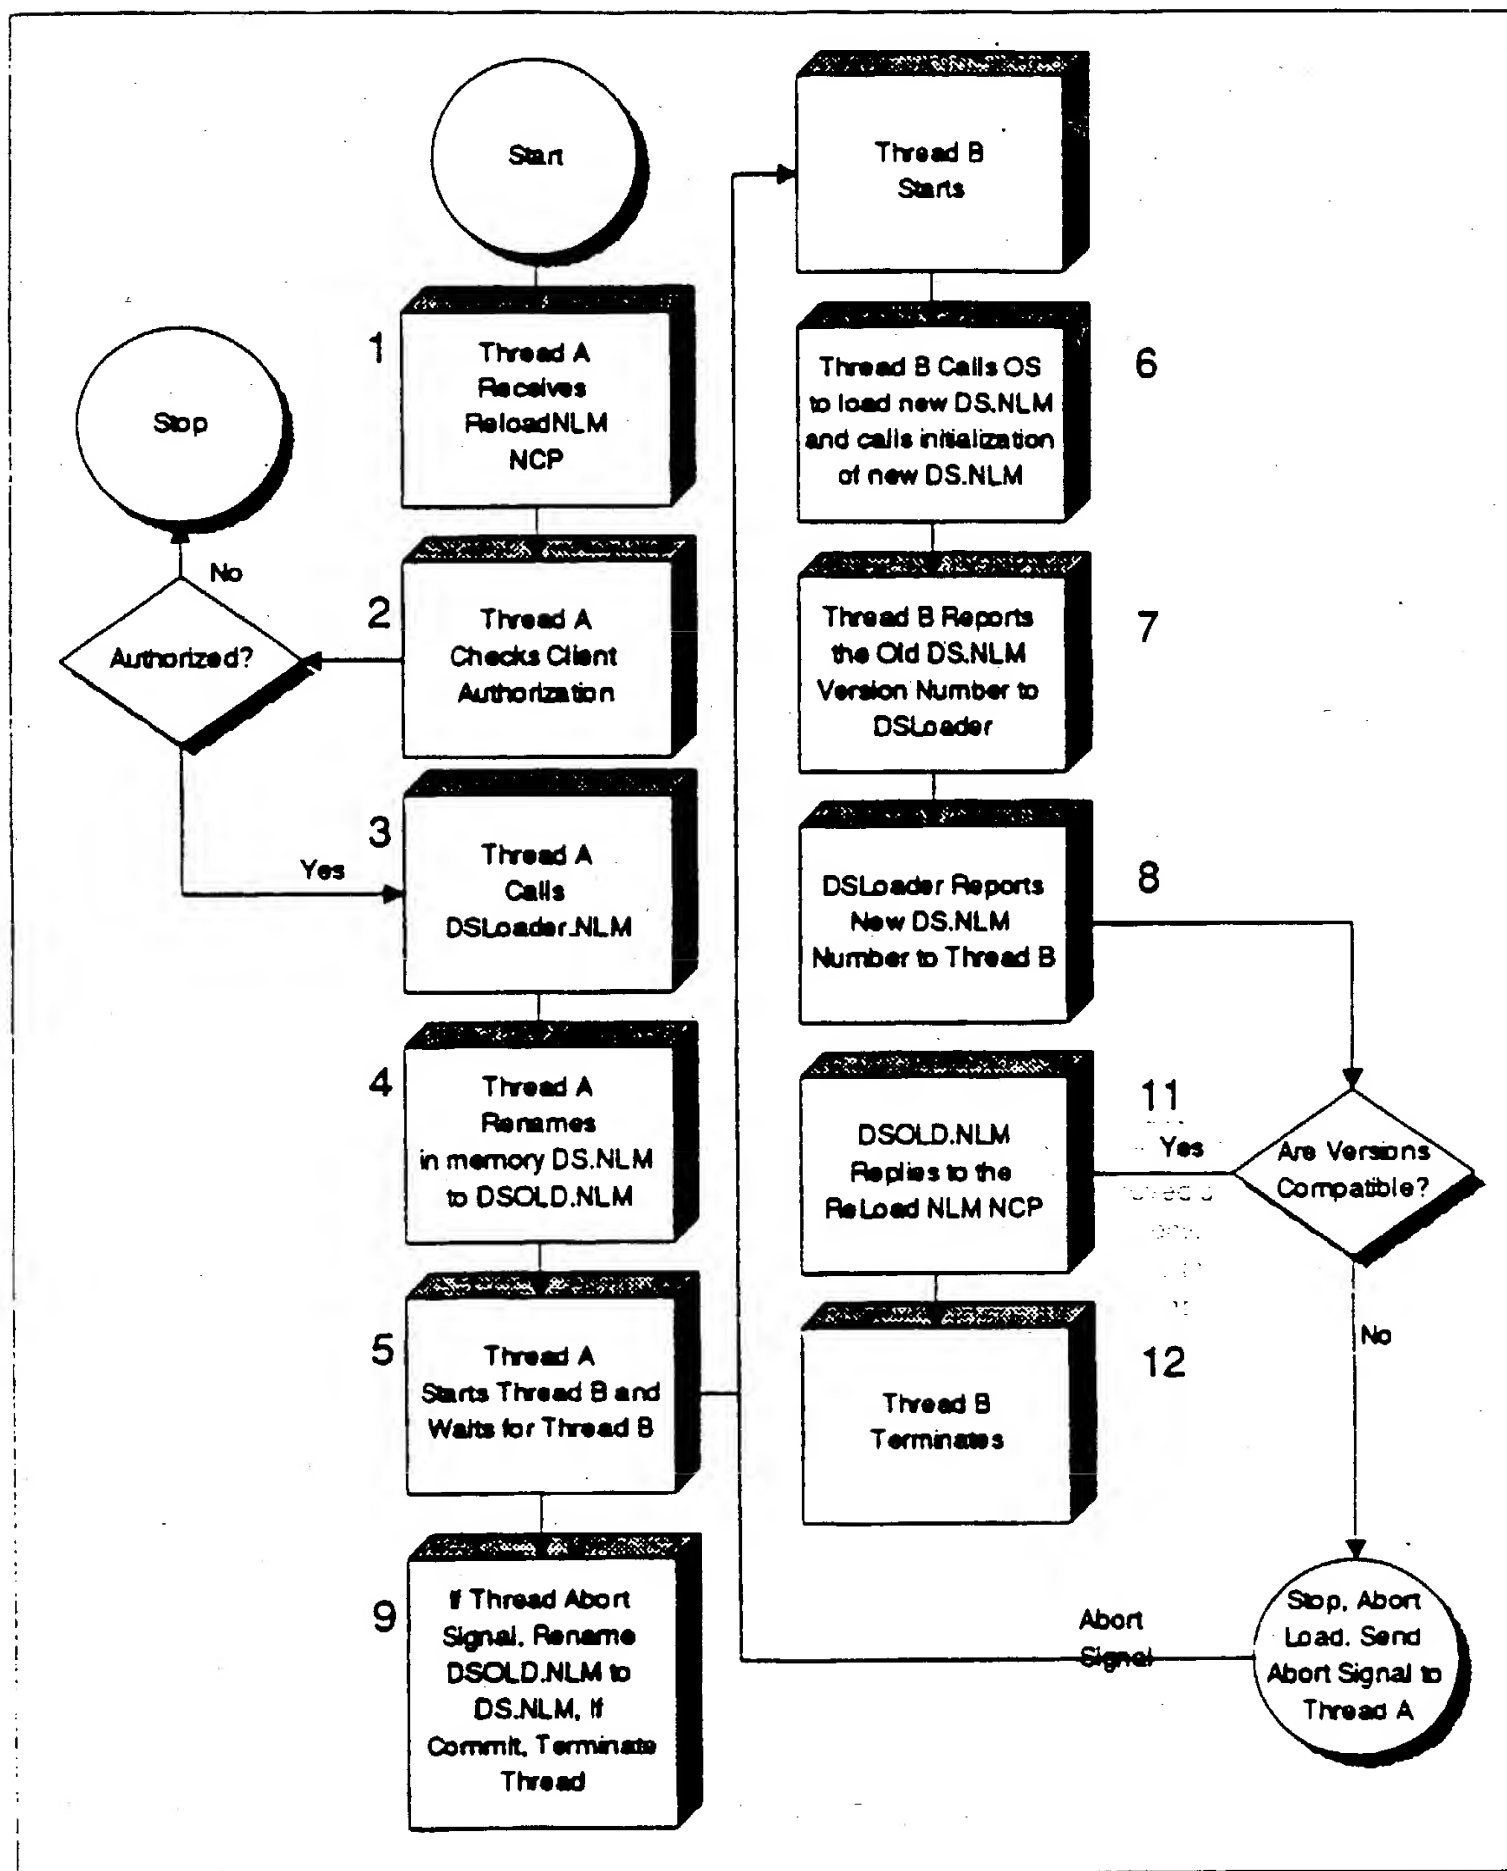 Start
1
Thread A
Receives
ReloadNLM
NCP
Stop
No
2
Thread A
Checks Client
Authorization
Authorized?
Yes
3
Thread A
Calls
DSLoader.NLM
4
Thread A
Renames
in memory DS.NLM
to DSOLD.NLM
5
Thread A
Starts Thread B and
Waits for Thread B
9
If Thread Abort
Signal, Rename
DSOLD.NLM to
DS.NLM, If
Commit, Terminate
Thread
Thread B
Starts
6
Thread B Calls OS
to load new DS.NLM
and calls initialization
of new DS.NLM
7
Thread B Reports
the Old DS.NLM
Version Number to
DSLoader
8
DSLoader Reports
New DS.NLM
Number to Thread B
Are Versions
Compatible?
Yes
11
DSOLD.NLM
Replies to the
ReLoad NLM NCP
12
Thread B
Terminates
No
Stop, Abort
Load. Send
Abort Signal to
Thread A
Abort
Signal